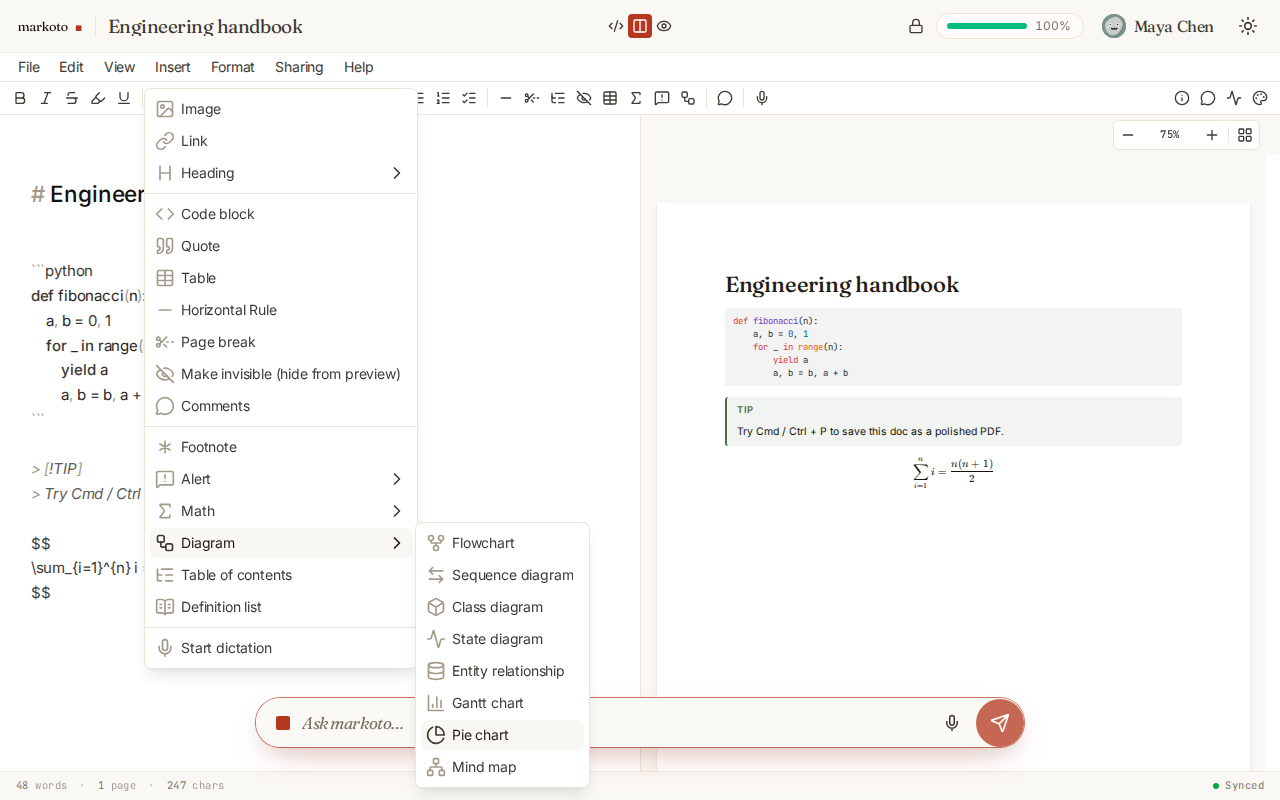 markoto
Engineering handbook
100%
Maya Chen
File Edit View Insert Format Sharing Help
75%
Image
Link
Heading
Code block
Quote
Table
Horizontal Rule
Page break
Make invisible (hide from preview)
Comments
Footnote
Alert
Math
Diagram
Table of contents
Definition list
Start dictation
Flowchart
Sequence diagram
Class diagram
State diagram
Entity relationship
Gantt chart
Pie chart
Mind map
# Engineer
```python
def fibonacci(n):
a, b = 0, 1
for _ in range(
yield a
a, b = b, a +
```
> [!TIP]
> Try Cmd / Ctrl
$$
\sum_{i=1}^{n} i =
$$
Engineering handbook
def fibonacci(n):
a, b = 0, 1
for _ in range(n):
yield a
a, b = b, a + b
TIP
Try Cmd / Ctrl + P to save this doc as a polished PDF.
∑_{i=1}^{n} i = n(n + 1)/2
Ask markoto...
48 words · 1 page · 247 chars
Synced